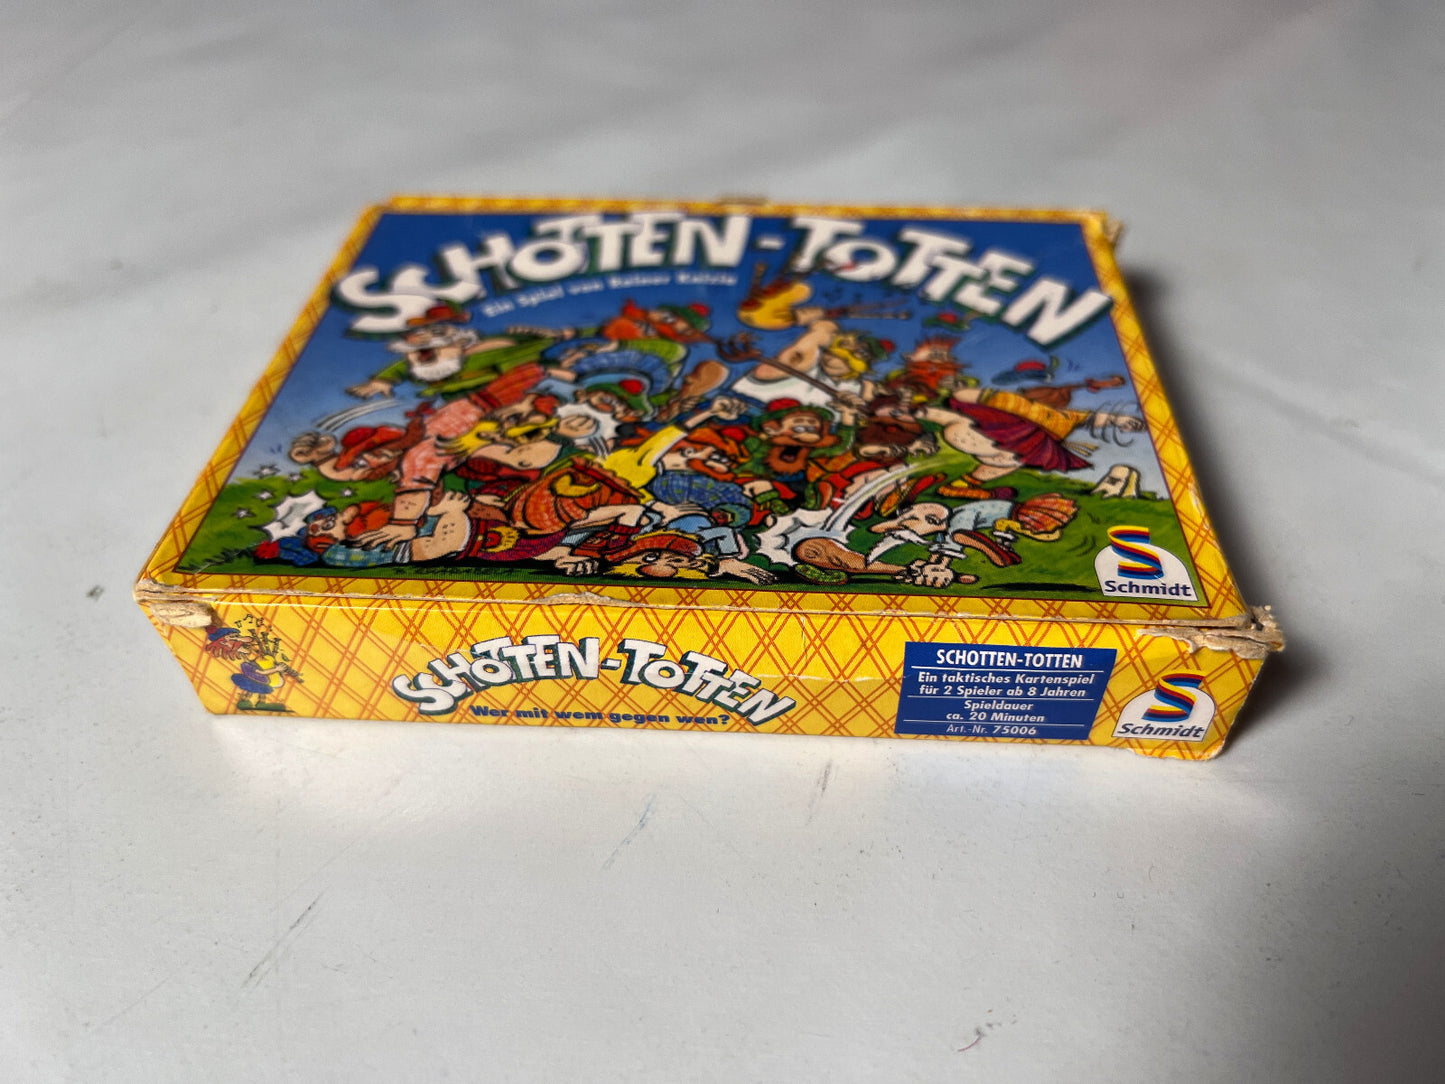 SCHOTTEN-TOTTEN
Ein Spiel von Reiner Knizia
Schmidt
SCHOTTEN-TOTTEN
Wer mit wem gegen wen?
SCHOTTEN-TOTTEN
Ein taktisches Kartenspiel
für 2 Spieler ab 8 Jahren
Spieldauer
ca. 20 Minuten
Art.-Nr. 75006
Schmidt